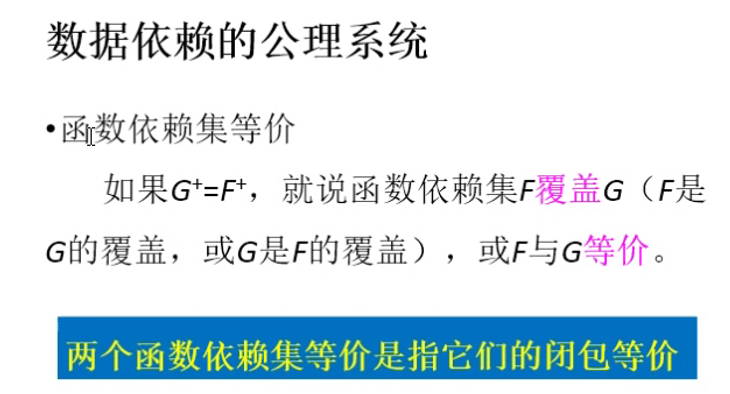 数据依赖的公理系统
•函数依赖集等价
如果G⁺=F⁺，就说函数依赖集F覆盖G（F是
G的覆盖，或G是F的覆盖），或F与G等价。
两个函数依赖集等价是指它们的闭包等价